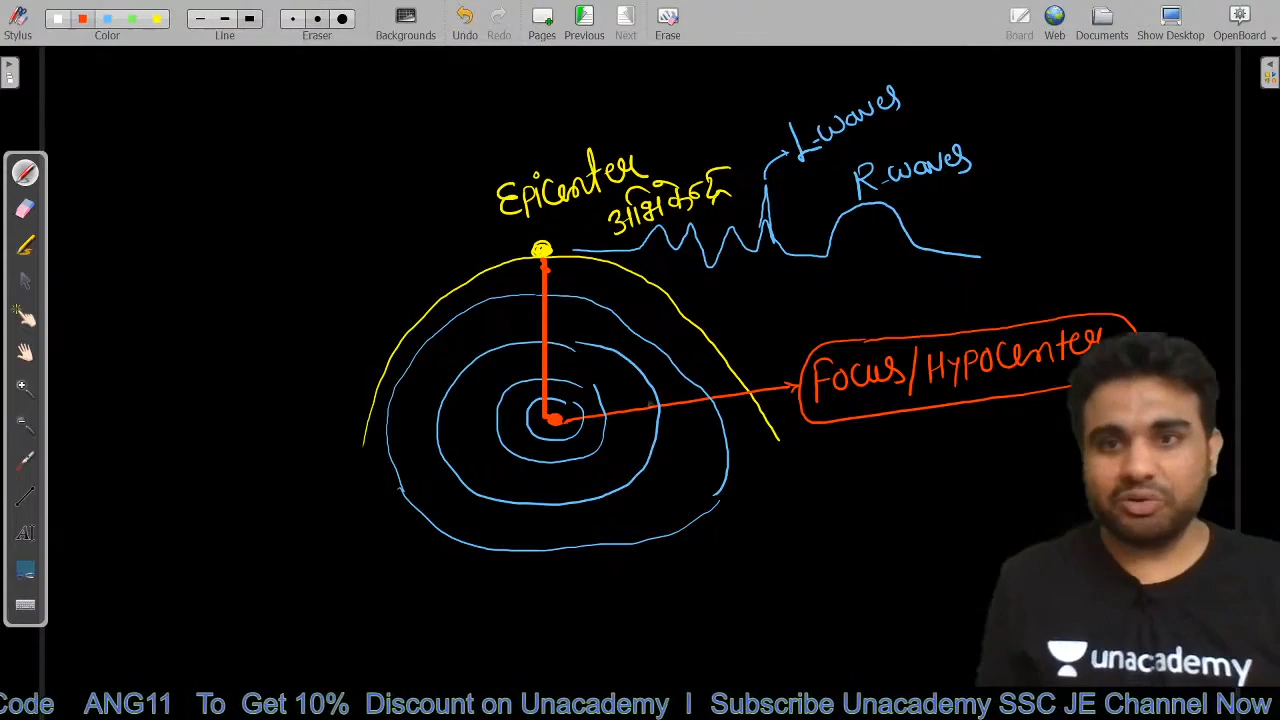 Stylus
Color
Line
Eraser
Backgrounds
Undo
Redo
Pages
Previous
Next
Erase
Board
Web
Documents
Show Desktop
OpenBoard
L-waves
R-waves
Epicenter
Focus/Hypocenter
AI
unacademy
Code ANG11 To Get 10% Discount on Unacademy I Subscribe Unacademy SSC JE Channel Now